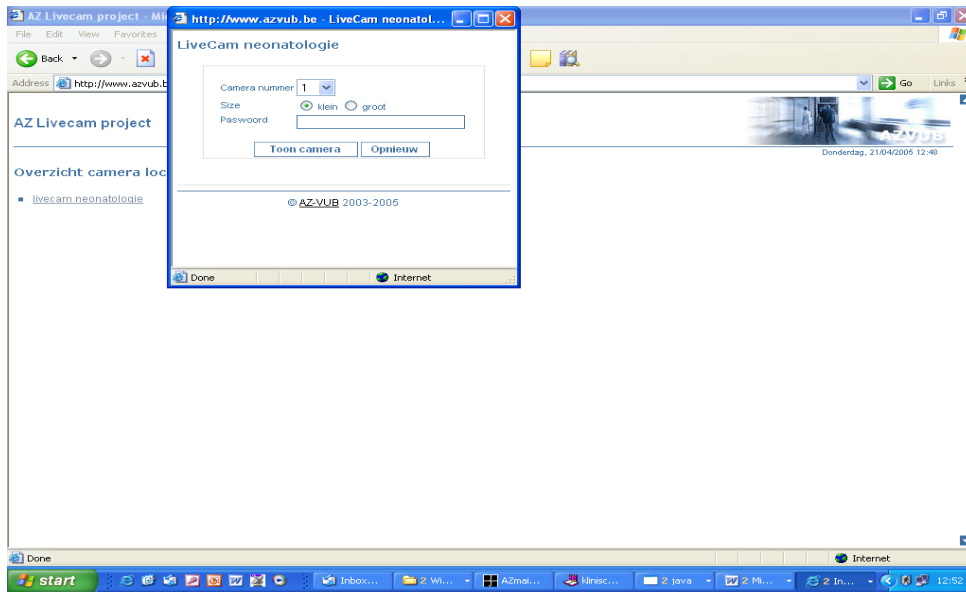 AZ Livecam project - Mi
http://www.azvub.be - LiveCam neonatol...
File Edit View Favorites
Back
Address http://www.azvub.b
Go Links
LiveCam neonatologie
Camera nummer 1
Size klein groot
Paswoord
Toon camera Opnieuw
© AZ-VUB 2003-2005
Done Internet
AZ Livecam project
AZVUB
Donderdag, 21/04/2005 12:48
Overzicht camera loc
livecam neonatologie
Done Internet
start Inbox... 2 Wi... AZmai... klinisc... 2 java 2 Mi... 2 In... 12:52